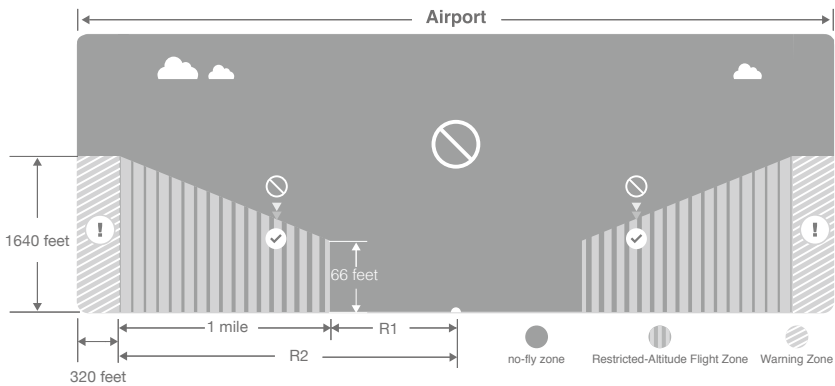 Airport
1640 feet
66 feet
1 mile
R1
R2
320 feet
no-fly zone
Restricted-Altitude Flight Zone
Warning Zone